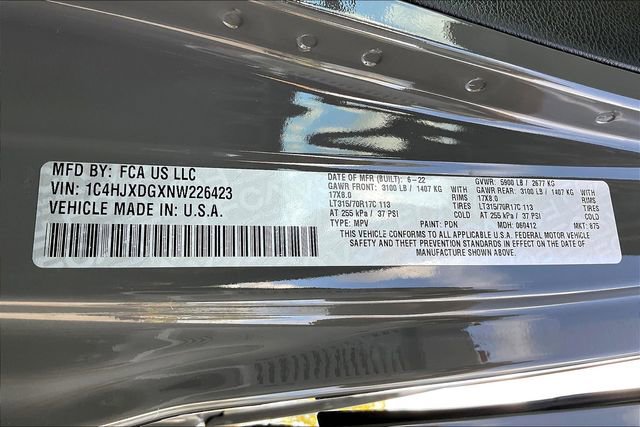 MFD BY: FCA US LLC
VIN: 1C4HJXDGXNW226423
VEHICLE MADE IN: U.S.A.
DATE OF MFR (BUILT): 6-22 GVWR: 5900 LB / 2677 KG
GAWR FRONT: 3100 LB / 1407 KG WITH GAWR REAR: 3100 LB / 1407 KG WITH
17X8.0 RIMS 17X8.0 RIMS
LT315/70R17C 113 TIRES LT315/70R17C 113 TIRES
AT 255 kPa / 37 PSI COLD AT 255 kPa / 37 PSI COLD
TYPE: MPV PAINT: PDN MDH: 060412 MKT: 875
THIS VEHICLE CONFORMS TO ALL APPLICABLE U.S.A. FEDERAL MOTOR VEHICLE
SAFETY AND THEFT PREVENTION STANDARDS IN EFFECT ON THE DATE OF
MANUFACTURE SHOWN ABOVE.